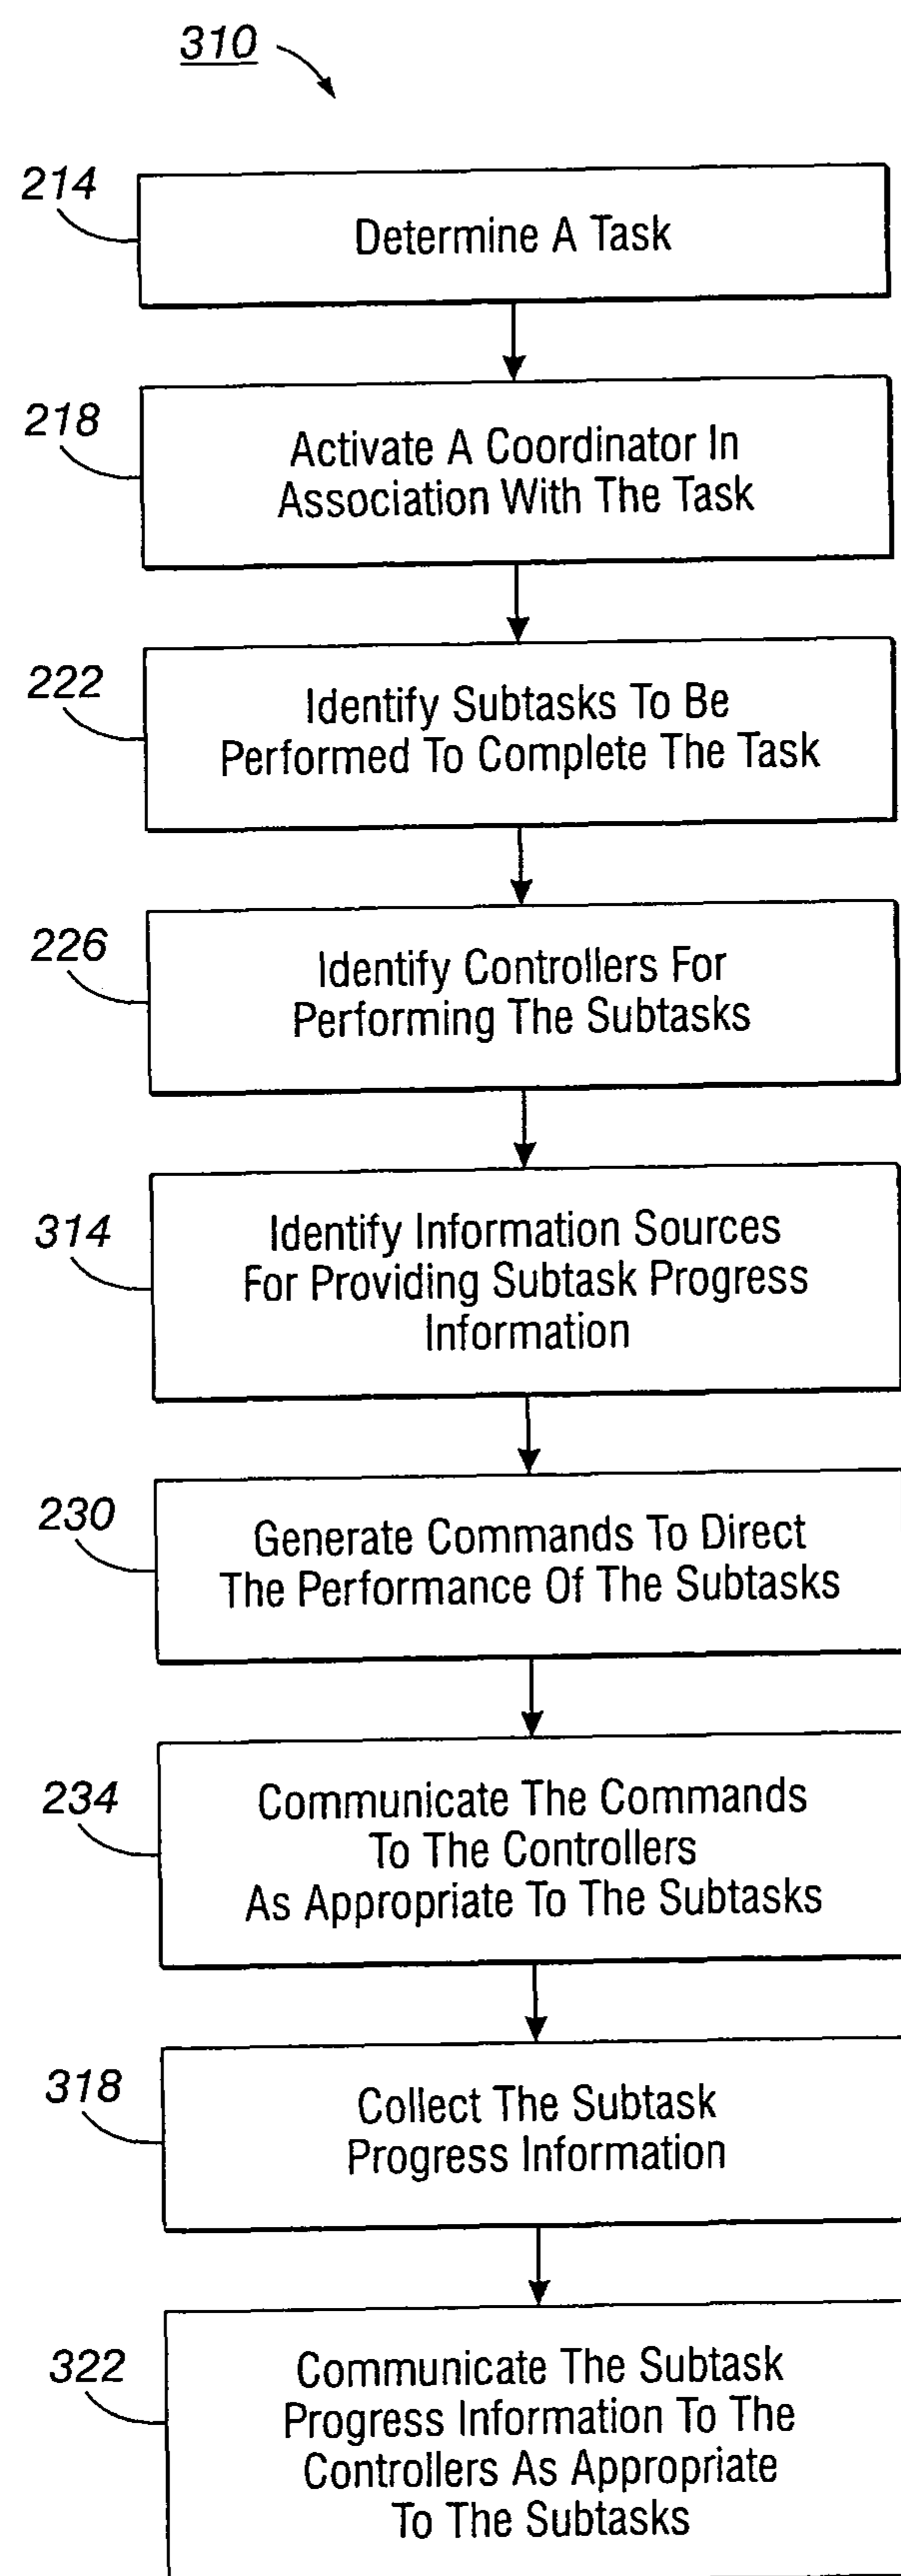 310
214
Determine A Task
218
Activate A Coordinator In
Association With The Task
222
Identify Subtasks To Be
Performed To Complete The Task
226
Identify Controllers For
Performing The Subtasks
314
Identify Information Sources
For Providing Subtask Progress
Information
230
Generate Commands To Direct
The Performance Of The Subtasks
234
Communicate The Commands
To The Controllers
As Appropriate To The Subtasks
318
Collect The Subtask
Progress Information
322
Communicate The Subtask
Progress Information To The
Controllers As Appropriate
To The Subtasks